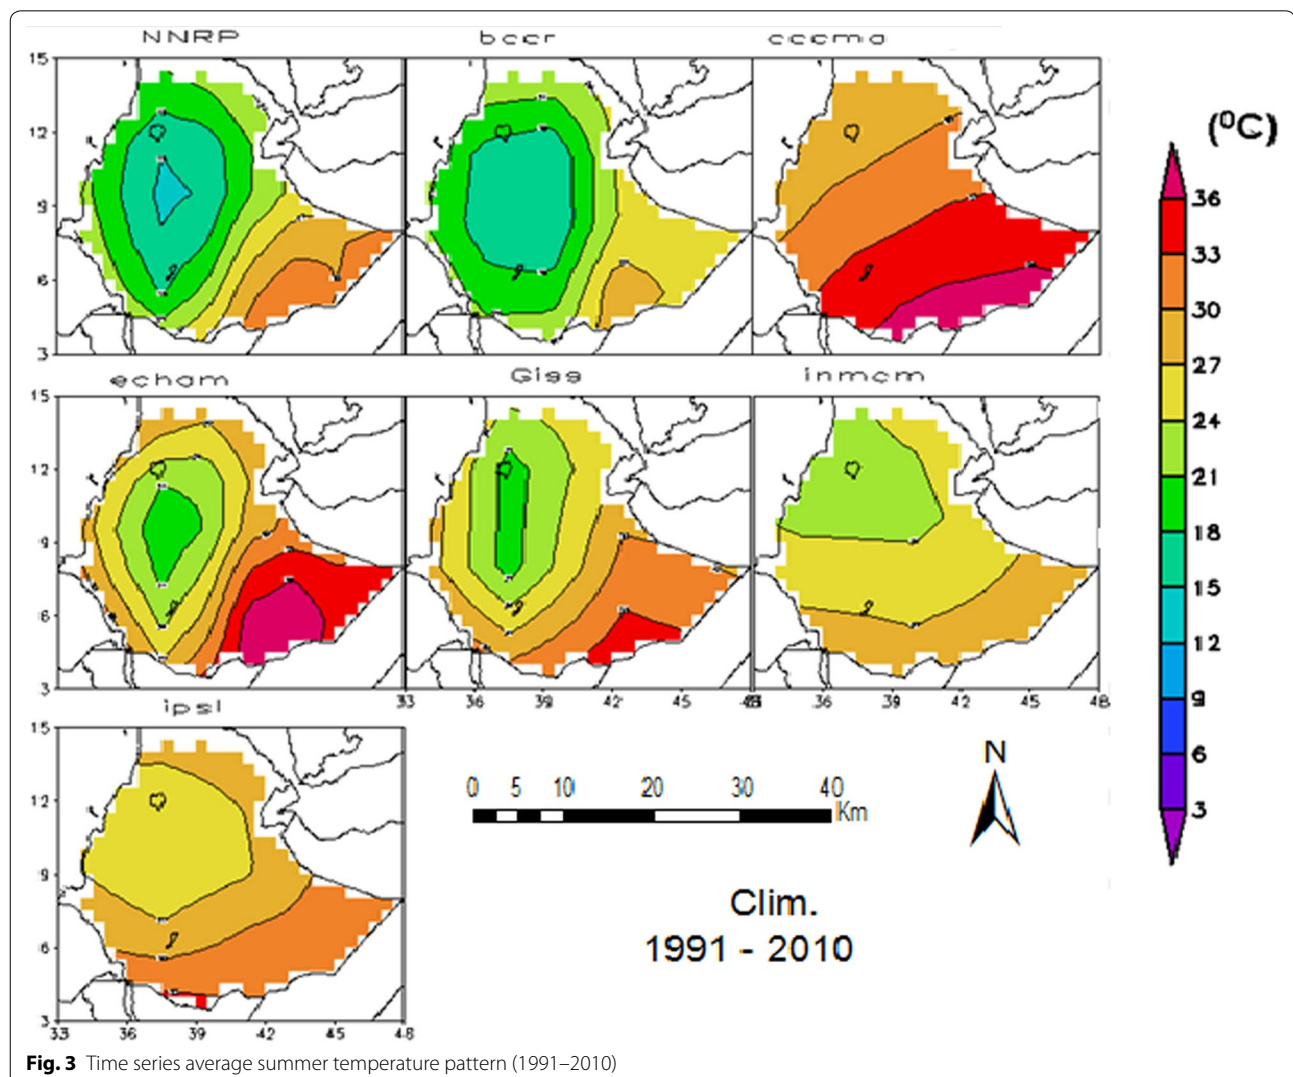 NNRP bccr cccma
(⁰C)
15
12
9
6
3
36
33
30
27
24
21
18
15
12
9
6
3
echam Giss inmcm
15
12
9
6
3
33 36 39 42 45 48
36 39 42 45 48
ipsl
15
12
9
6
3
33 36 39 42 45 48
0 5 10 20 30 40
Km
N
Clim.
1991 - 2010
Fig. 3 Time series average summer temperature pattern (1991–2010)